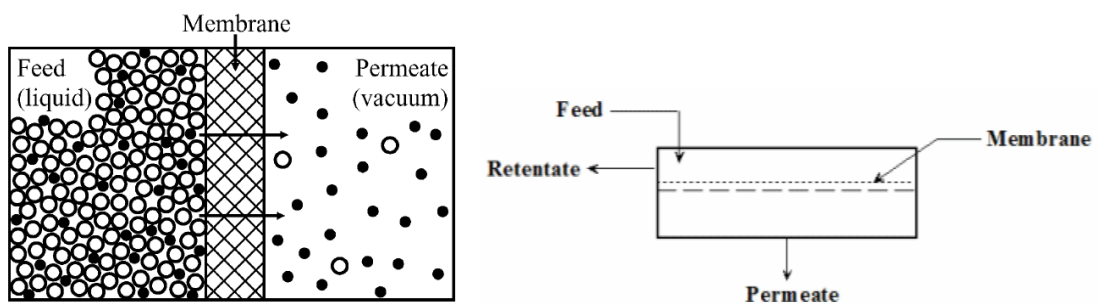 Membrane
Feed
(liquid)
Permeate
(vacuum)
Feed
Membrane
Retentate
Permeate